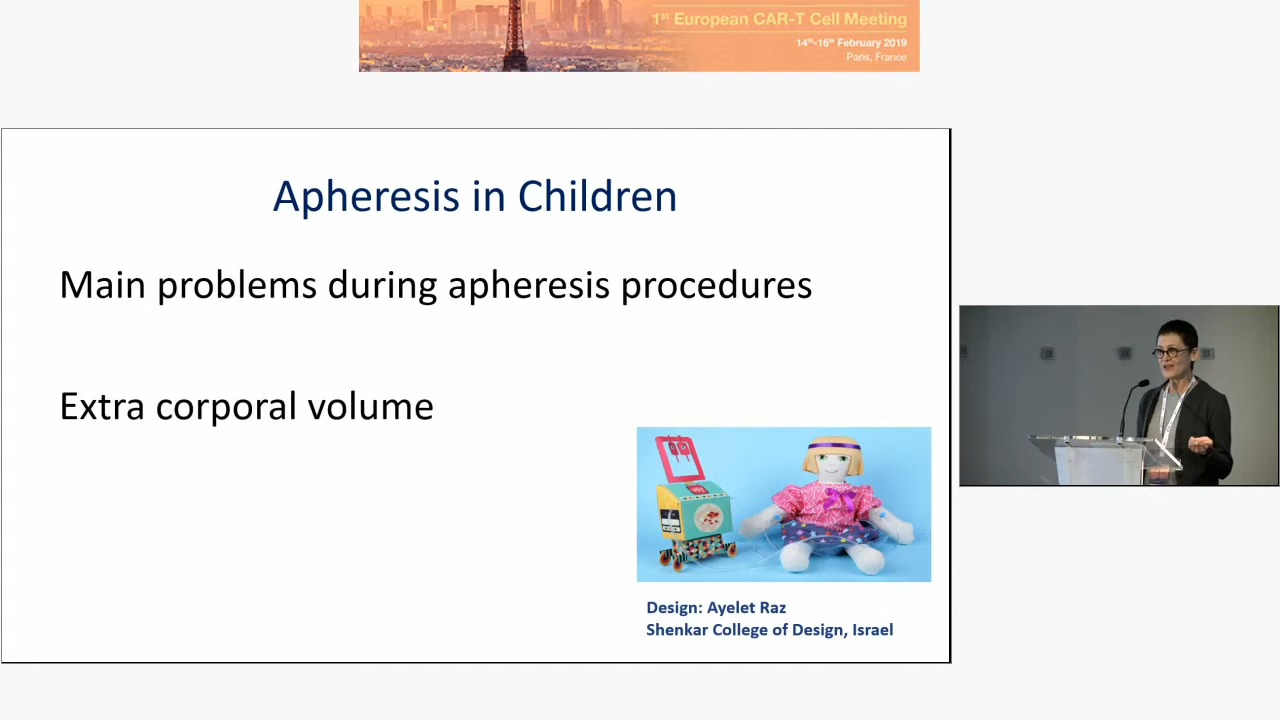 1st European CAR-T Cell Meeting
14th-16th February 2019
Paris, France
Apheresis in Children
Main problems during apheresis procedures
Extra corporal volume
Design: Ayelet Raz
Shenkar College of Design, Israel